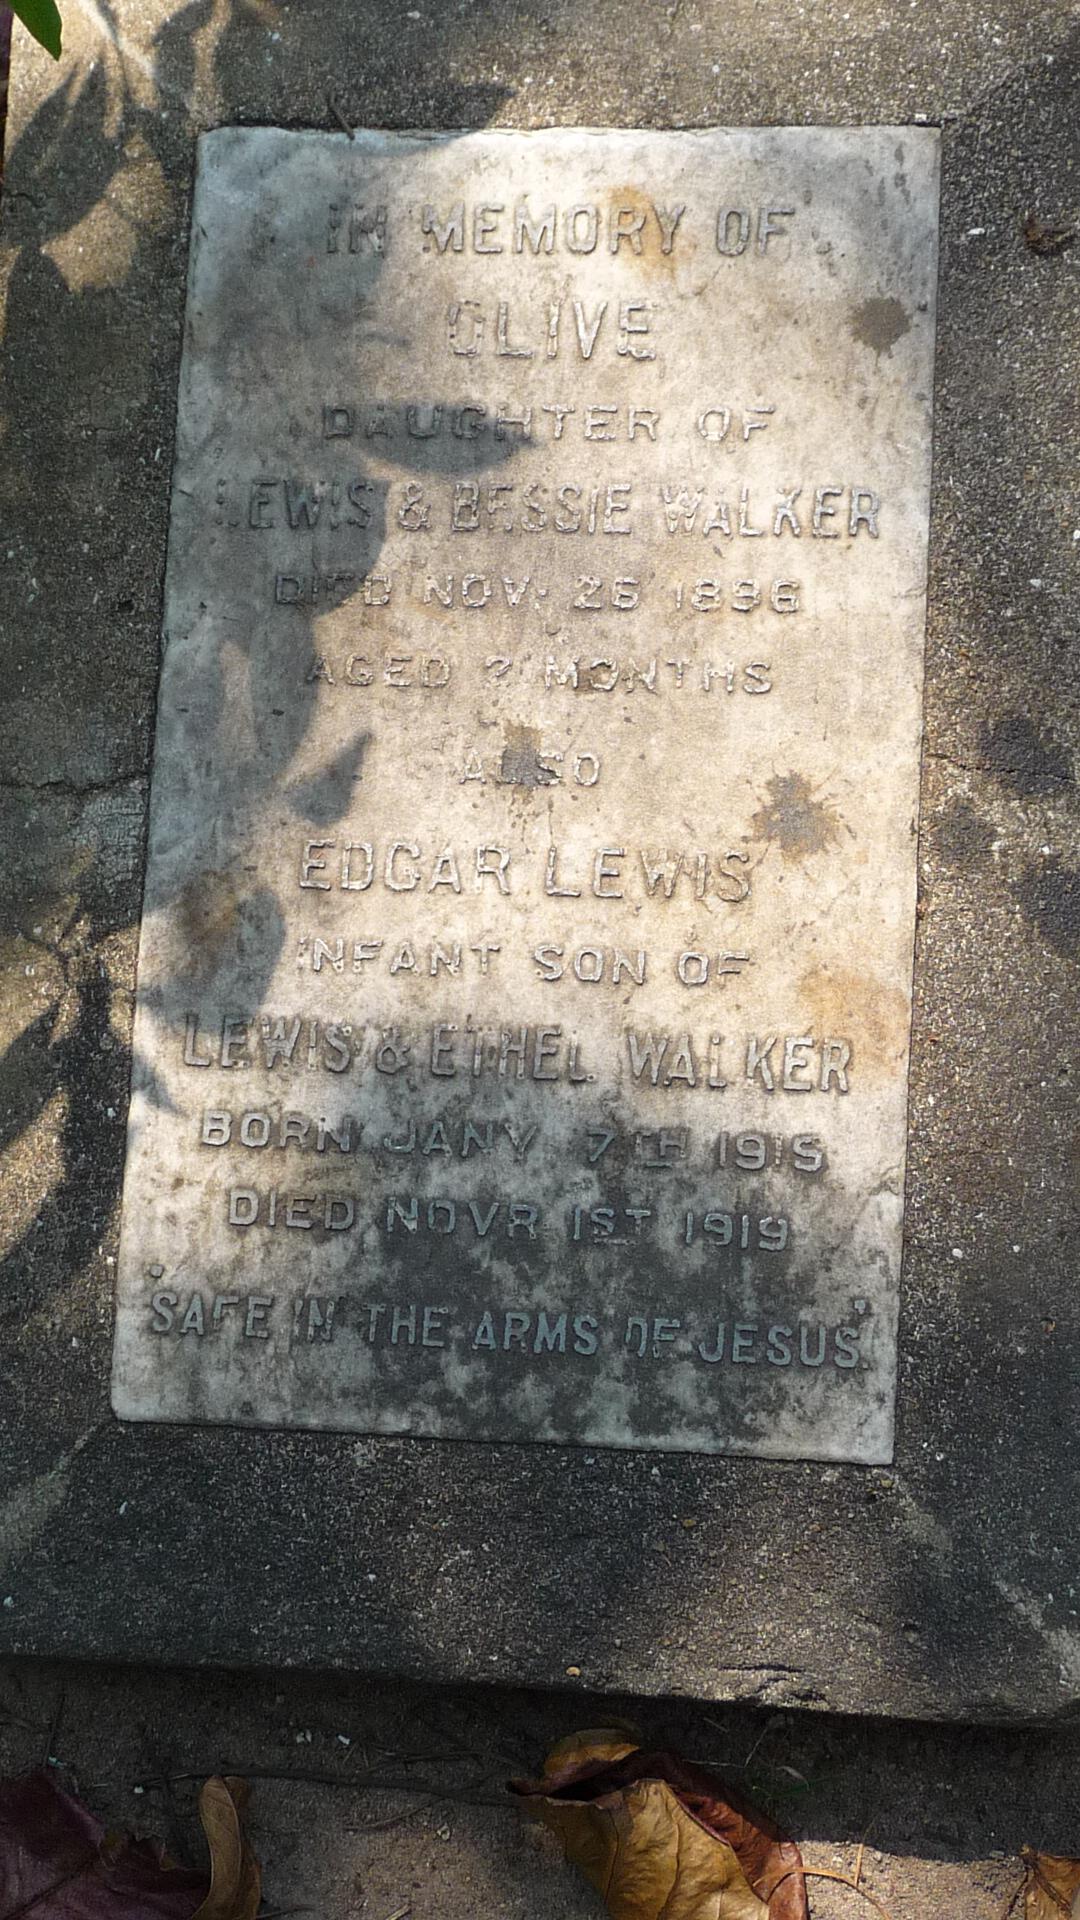 IN MEMORY OF
OLIVE
DAUGHTER OF
LEWIS & BESSIE WALKER
DIED NOV. 26 1896
AGED MONTHS
ALSO
EDGAR LEWIS
INFANT SON OF
LEWIS & ETHEL WALKER
BORN JANY 7TH 1915
DIED NOVR 1ST 1919
"SAFE IN THE ARMS OF JESUS."